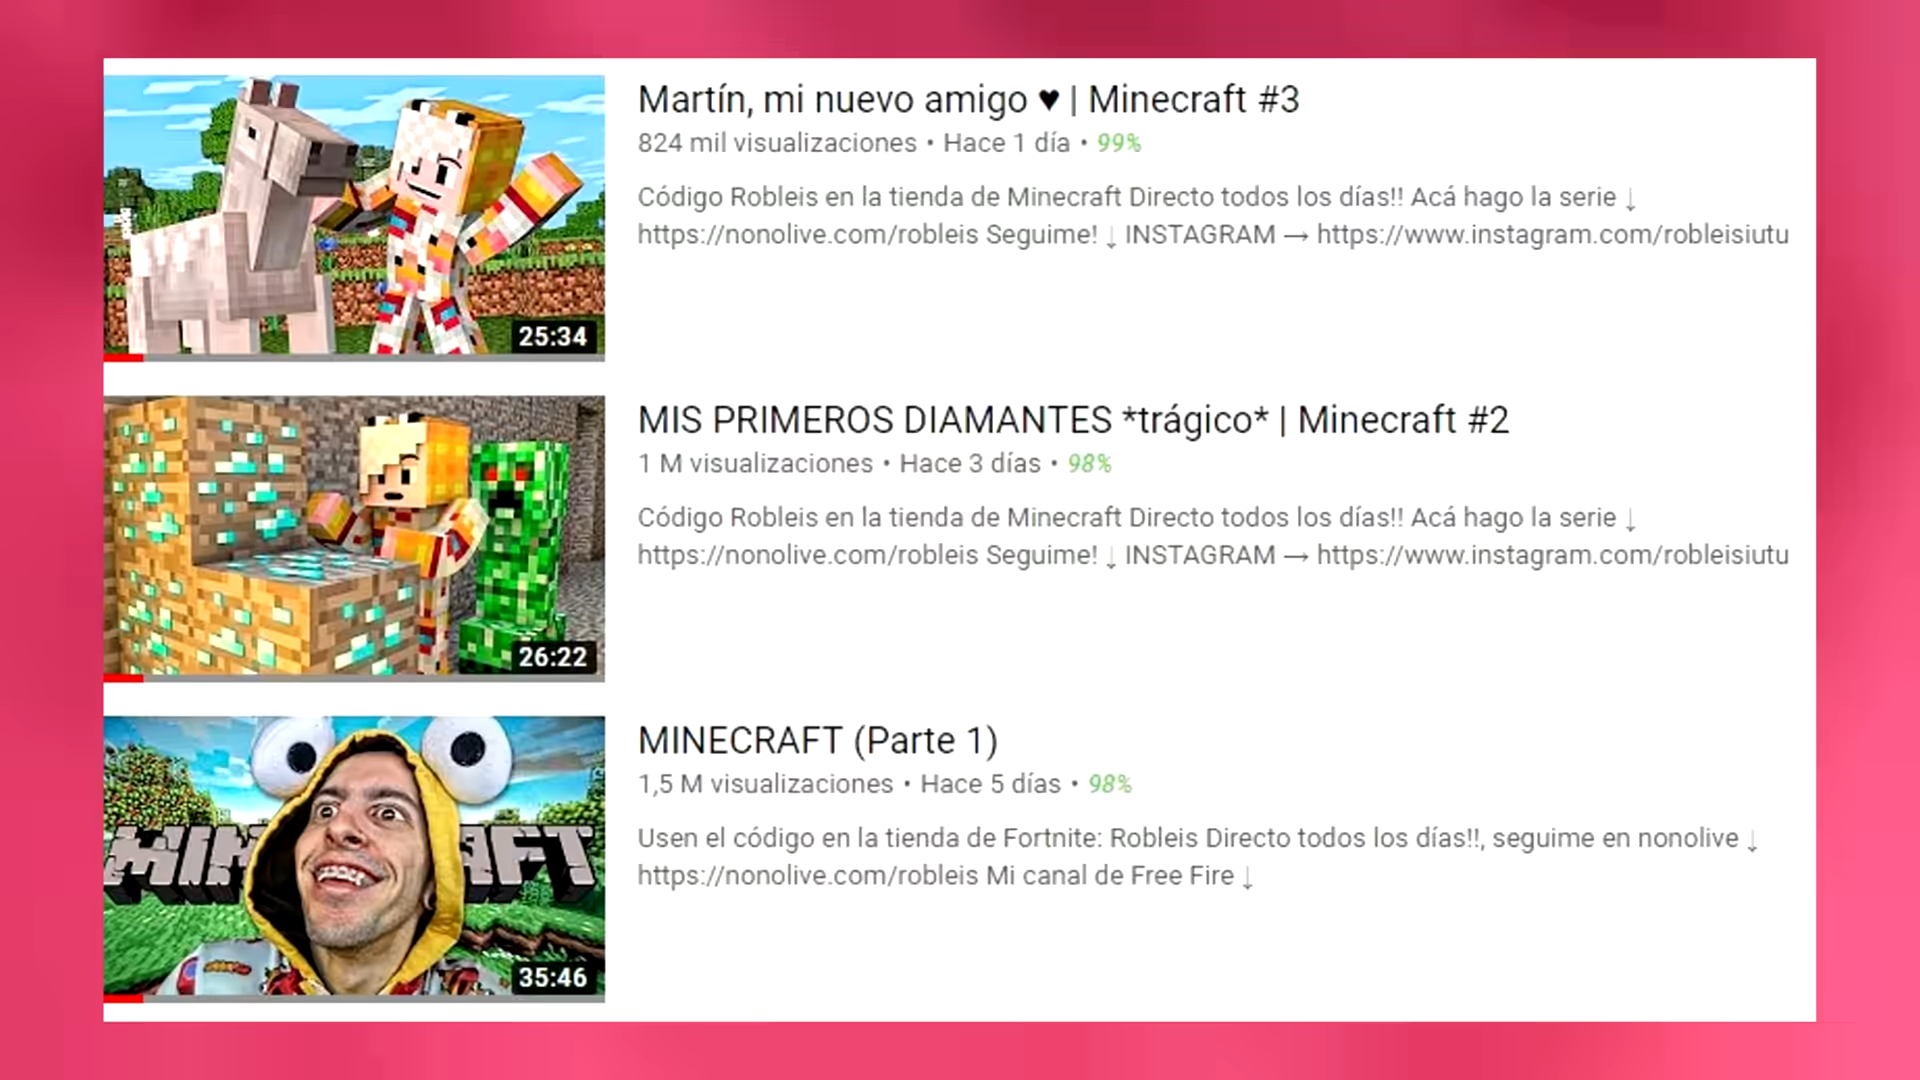 Martín, mi nuevo amigo ♥ | Minecraft #3
824 mil visualizaciones • Hace 1 día • 99%
Código Robleis en la tienda de Minecraft Directo todos los días!! Acá hago la serie ↓
https://nonolive.com/robleis Seguime! ↓ INSTAGRAM → https://www.instagram.com/robleisiutu
25:34
MIS PRIMEROS DIAMANTES *trágico* | Minecraft #2
1 M visualizaciones • Hace 3 días • 98%
Código Robleis en la tienda de Minecraft Directo todos los días!! Acá hago la serie ↓
https://nonolive.com/robleis Seguime! ↓ INSTAGRAM → https://www.instagram.com/robleisiutu
26:22
MINECRAFT (Parte 1)
1,5 M visualizaciones • Hace 5 días • 98%
Usen el código en la tienda de Fortnite: Robleis Directo todos los días!!, seguime en nonolive ↓
https://nonolive.com/robleis Mi canal de Free Fire ↓
MIN AFT
35:46